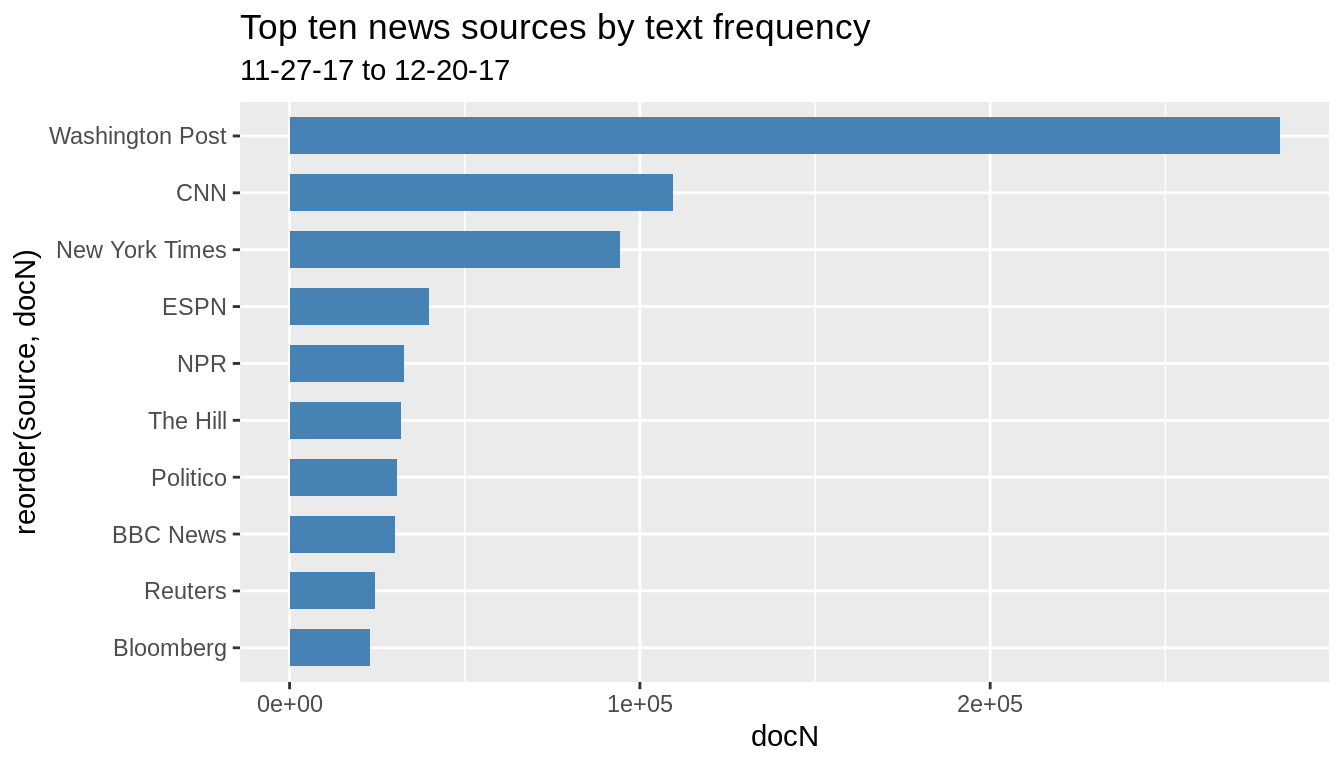 Top ten news sources by text frequency
11-27-17 to 12-20-17
reorder(source, docN)
Washington Post
CNN
New York Times
ESPN
NPR
The Hill
Politico
BBC News
Reuters
Bloomberg
0e+00 1e+05 2e+05
docN